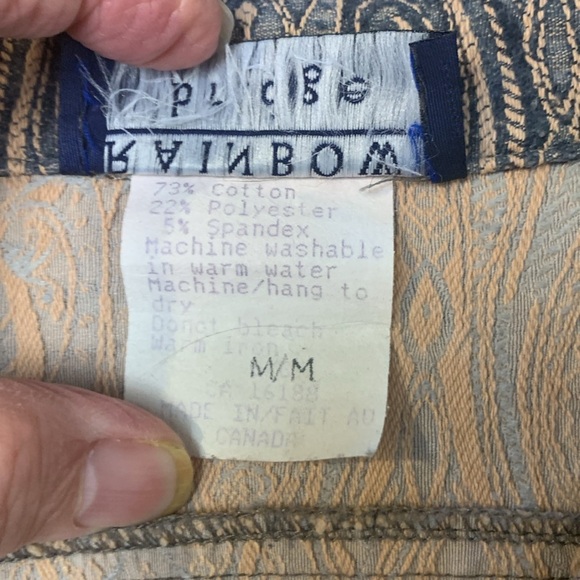 bridge
RAINBOW
73% Cotton
22% Polyester
5% Spandex
Machine washable
in warm water
Machine/hang to
dry
Donot bleach
Warm iron
M/M
CA 16188
MADE IN/FAIT AU
CANADA